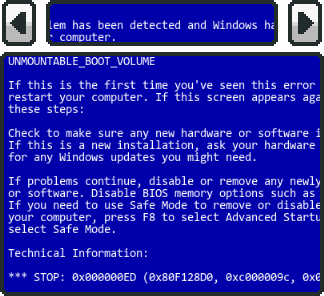 lem has been detected and Windows ha
computer.
UNMOUNTABLE_BOOT_VOLUME
If this is the first time you've seen this error
restart your computer. If this screen appears aga
these steps:
Check to make sure any new hardware or software i
If this is a new installation, ask your hardware
for any Windows updates you might need.
If problems continue, disable or remove any newly
or software. Disable BIOS memory options such as
If you need to use Safe Mode to remove or disable
your computer, press F8 to select Advanced Startu
select Safe Mode.
Technical Information:
*** STOP: 0x000000ED (0x80F128D0, 0xc000009c, 0x0